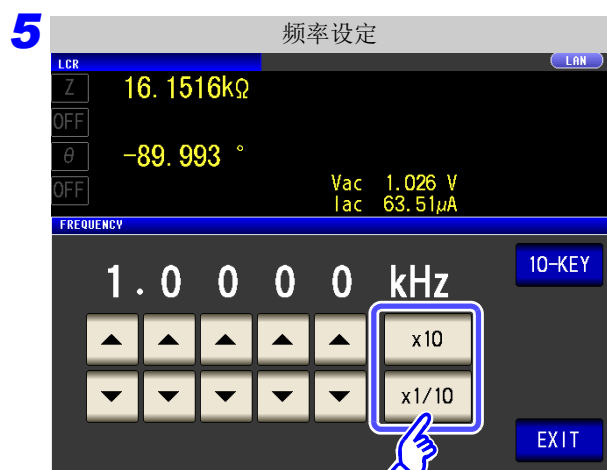 5 频率设定
LCR LAN
Z 16.1516kΩ
OFF
θ -89.993 °
OFF Vac 1.026 V
Iac 63.51μA
FREQUENCY
1.0000 kHz 10-KEY
▲ ▲ ▲ ▲ ▲ x10
▼ ▼ ▼ ▼ ▼ x1/10
EXIT